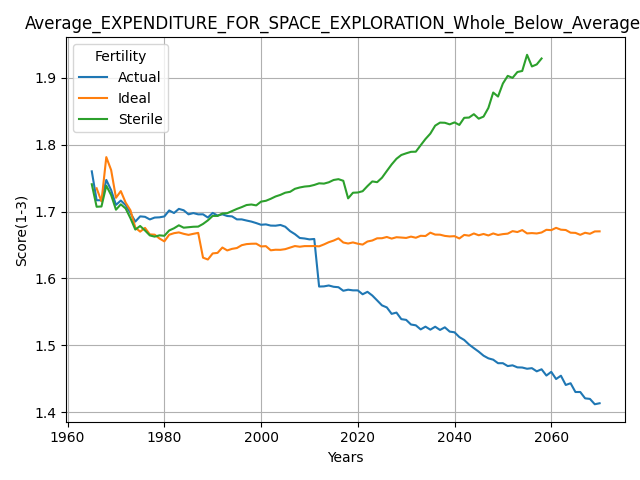 Average_EXPENDITURE_FOR_SPACE_EXPLORATION_Whole_Below_Average
Fertility
Actual
Ideal
Sterile
Score(1-3)
1.9
1.8
1.7
1.6
1.5
1.4
1960
1980
2000
2020
2040
2060
Years